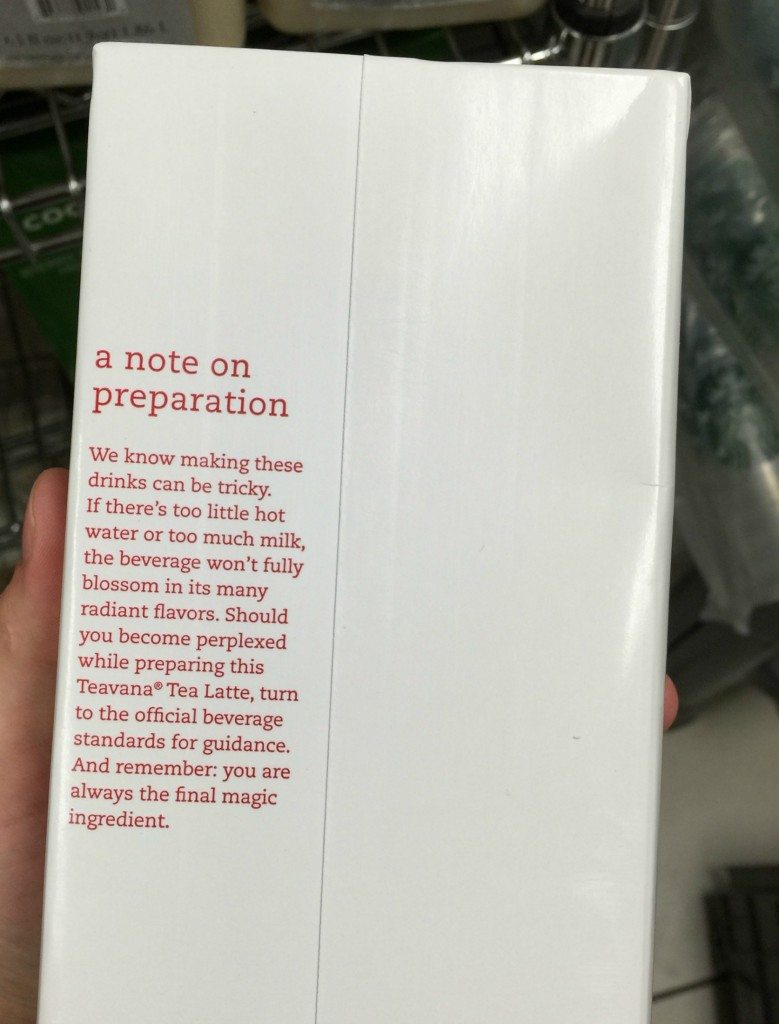 a note on
preparation
We know making these
drinks can be tricky.
If there's too little hot
water or too much milk,
the beverage won't fully
blossom in its many
radiant flavors. Should
you become perplexed
while preparing this
Teavana® Tea Latte, turn
to the official beverage
standards for guidance.
And remember: you are
always the final magic
ingredient.